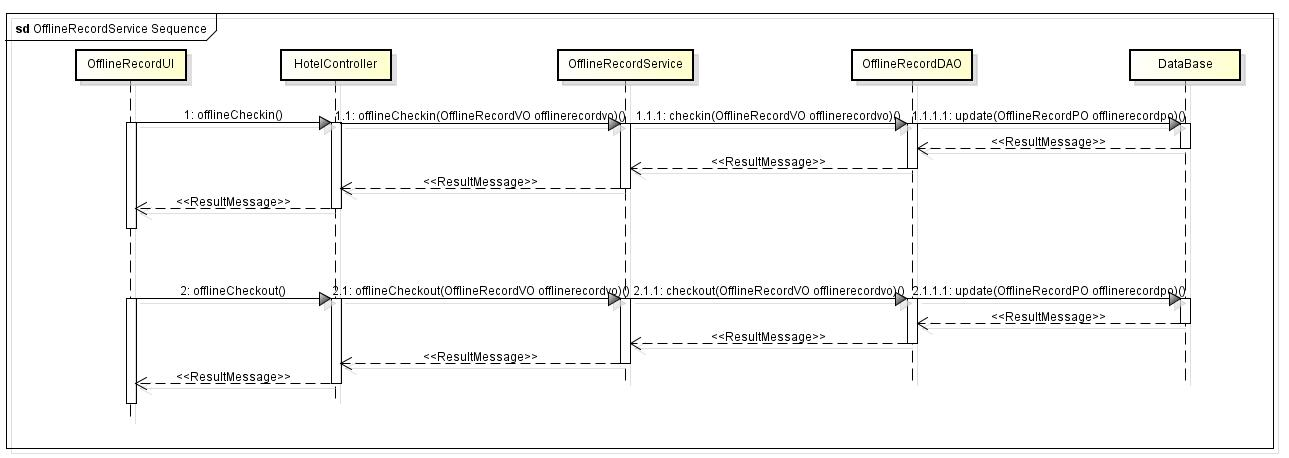 sd OfflineRecordService Sequence
OfflineRecordUI
HotelController
OfflineRecordService
OfflineRecordDAO
DataBase
1: offlineCheckin()
1.1: offlineCheckin(OfflineRecordVO offlinerecordvo)()
1.1.1: checkin(OfflineRecordVO offlinerecordvo)()
1.1.1.1: update(OfflineRecordPO offlinerecordpo)()
<<ResultMessage>>
<<ResultMessage>>
<<ResultMessage>>
<<ResultMessage>>
2: offlineCheckout()
2.1: offlineCheckout(OfflineRecordVO offlinerecordvo)()
2.1.1: checkout(OfflineRecordVO offlinerecordvo)()
2.1.1.1: update(OfflineRecordPO offlinerecordpo)()
<<ResultMessage>>
<<ResultMessage>>
<<ResultMessage>>
<<ResultMessage>>